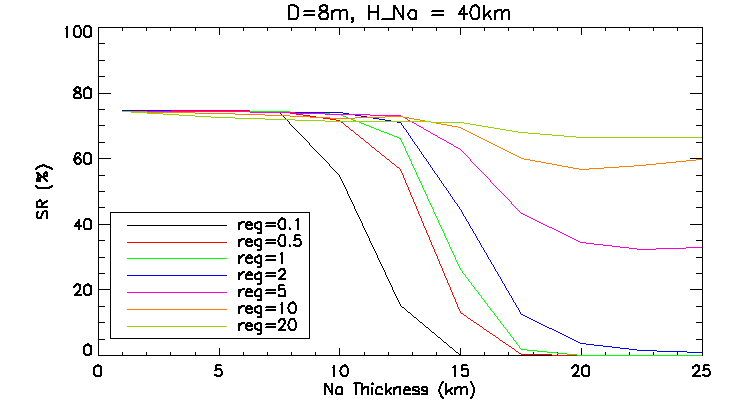 D=8m, H_Na = 40km
100
80
60
40
20
0
SR (%)
reg=0.1
reg=0.5
reg=1
reg=2
reg=5
reg=10
reg=20
0 5 10 15 20 25
Na Thickness (km)